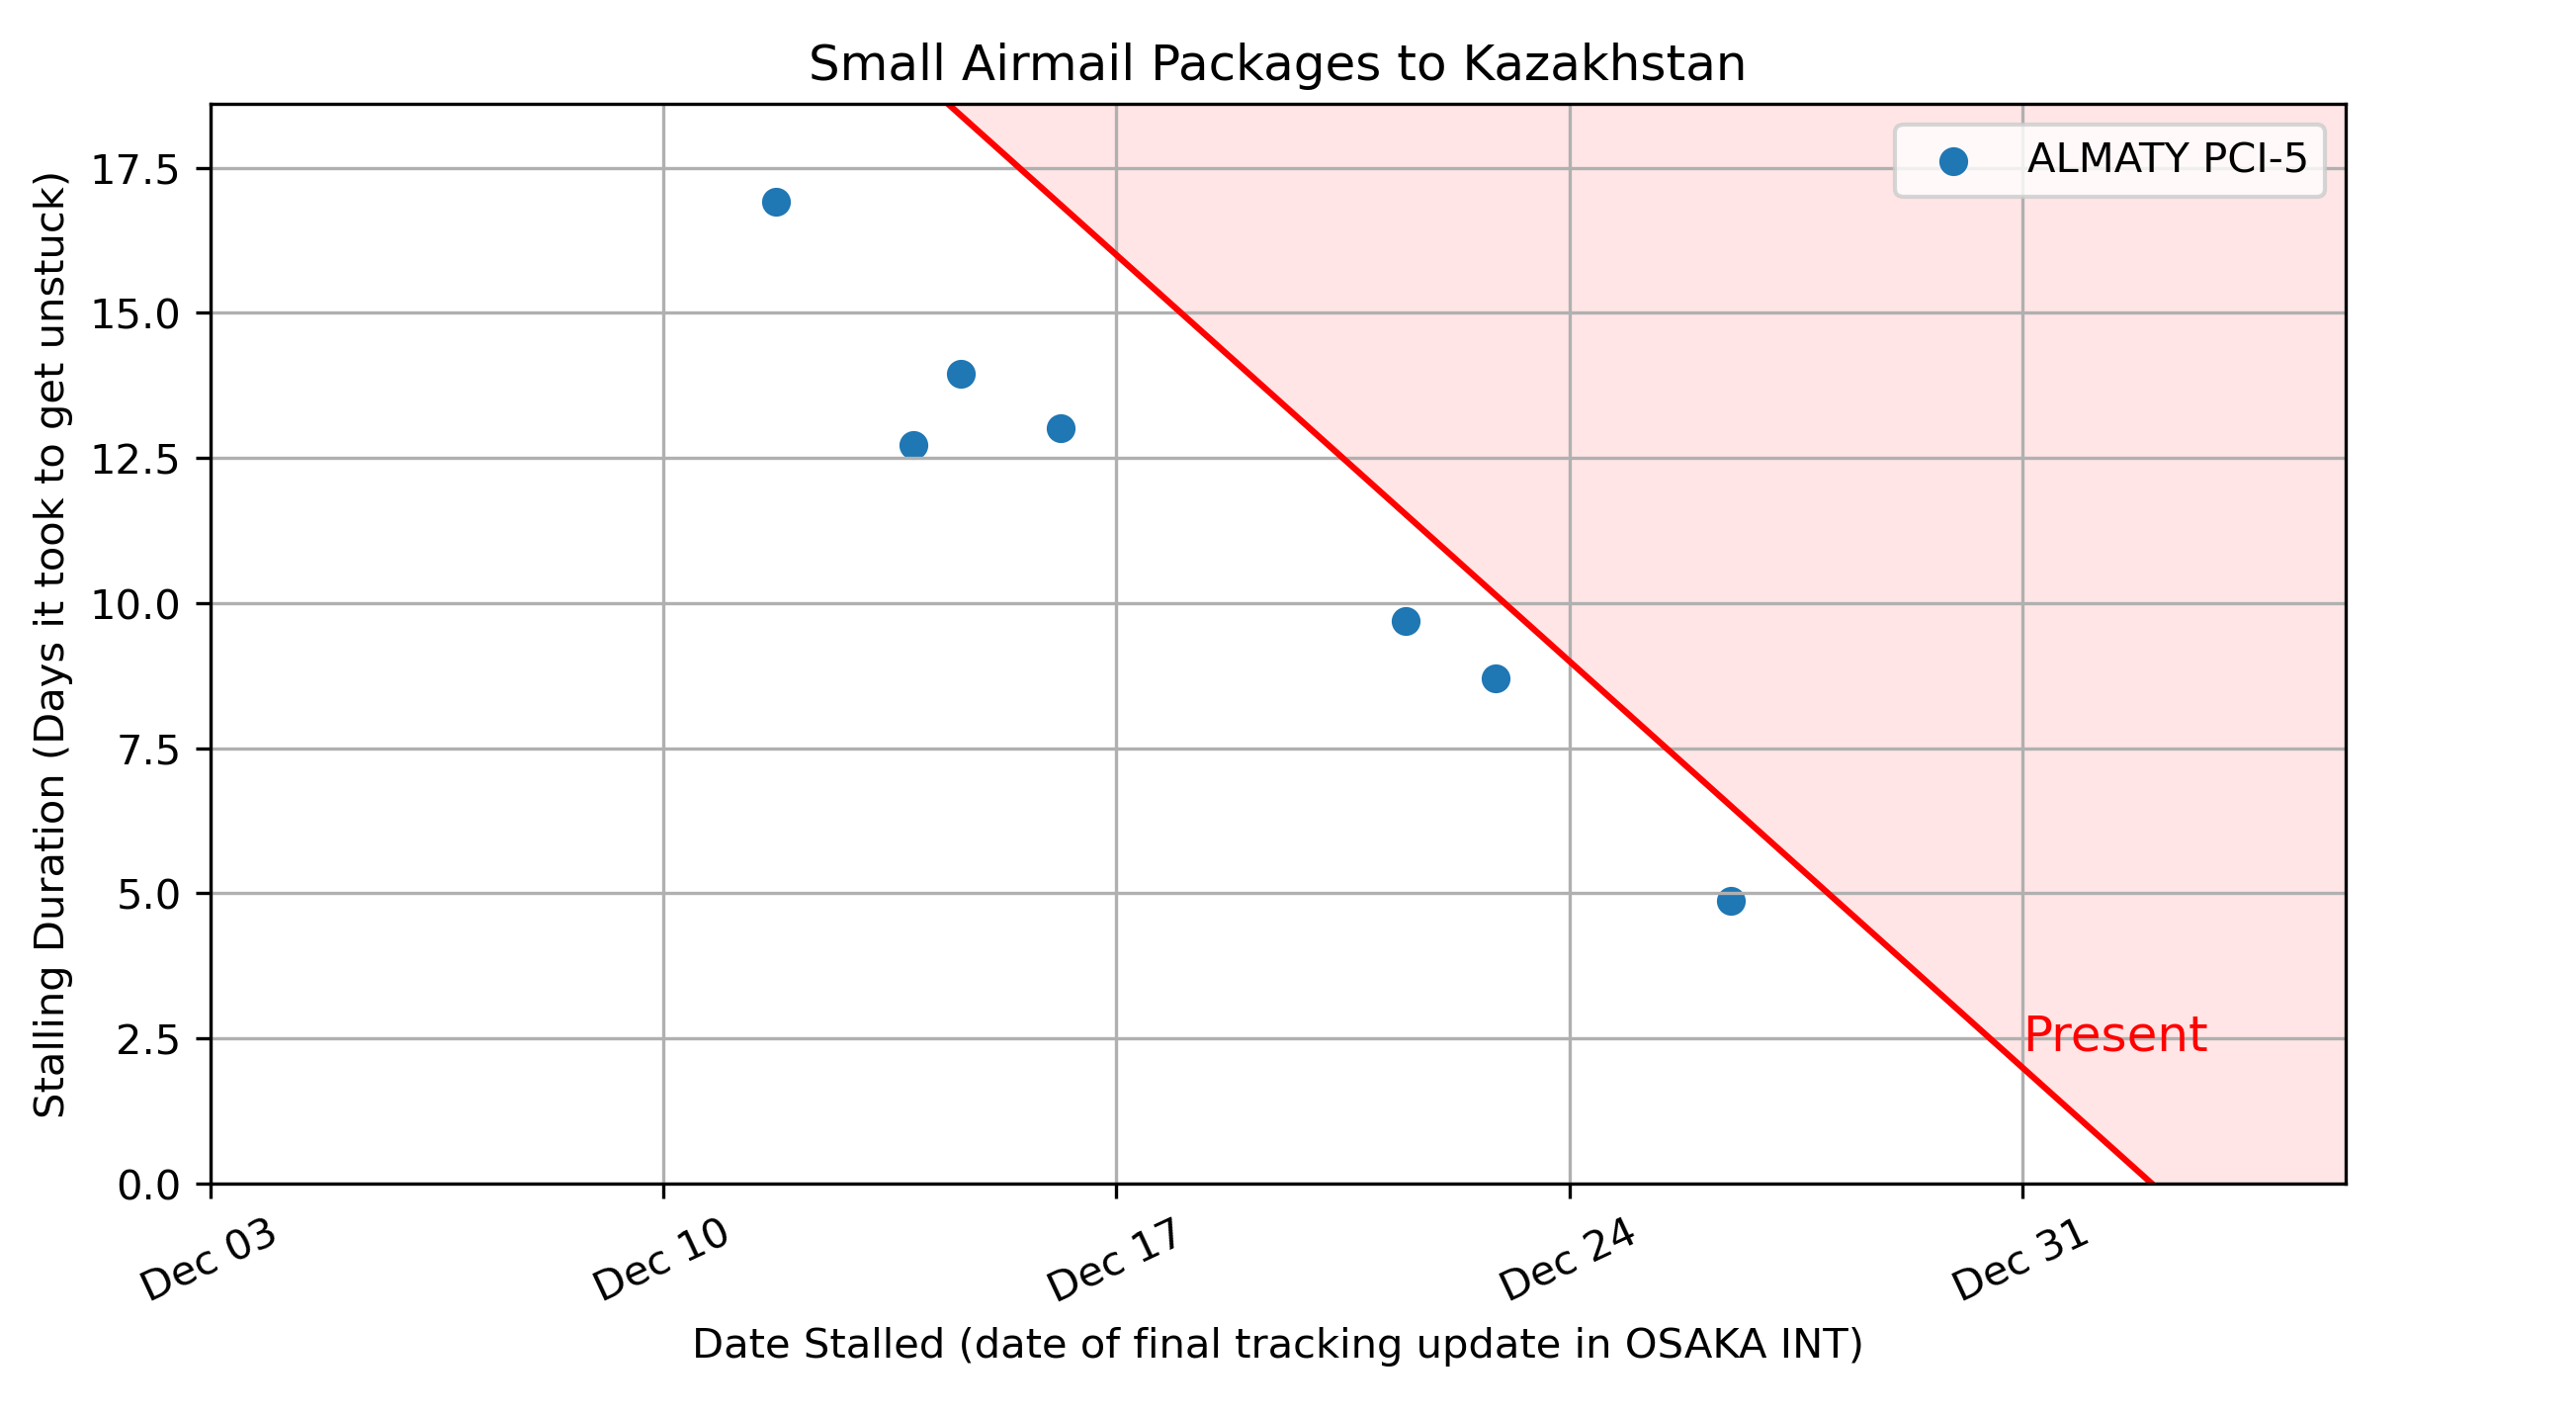 Small Airmail Packages to Kazakhstan
Stalling Duration (Days it took to get unstuck)
17.5
15.0
12.5
10.0
7.5
5.0
2.5
0.0
ALMATY PCI-5
Present
Dec 03
Dec 10
Dec 17
Dec 24
Dec 31
Date Stalled (date of final tracking update in OSAKA INT)